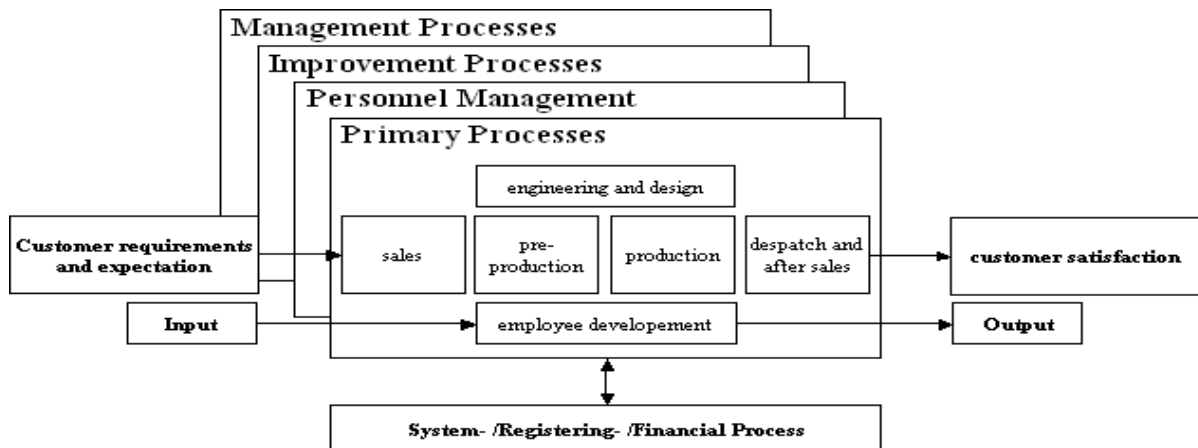 Management Processes
Improvement Processes
Personnel Management
Primary Processes
engineering and design
Customer requirements
and expectation
sales
pre-
production
production
despatch and
after sales
customer satisfaction
Input
employee developement
Output
System- /Registering- /Financial Process